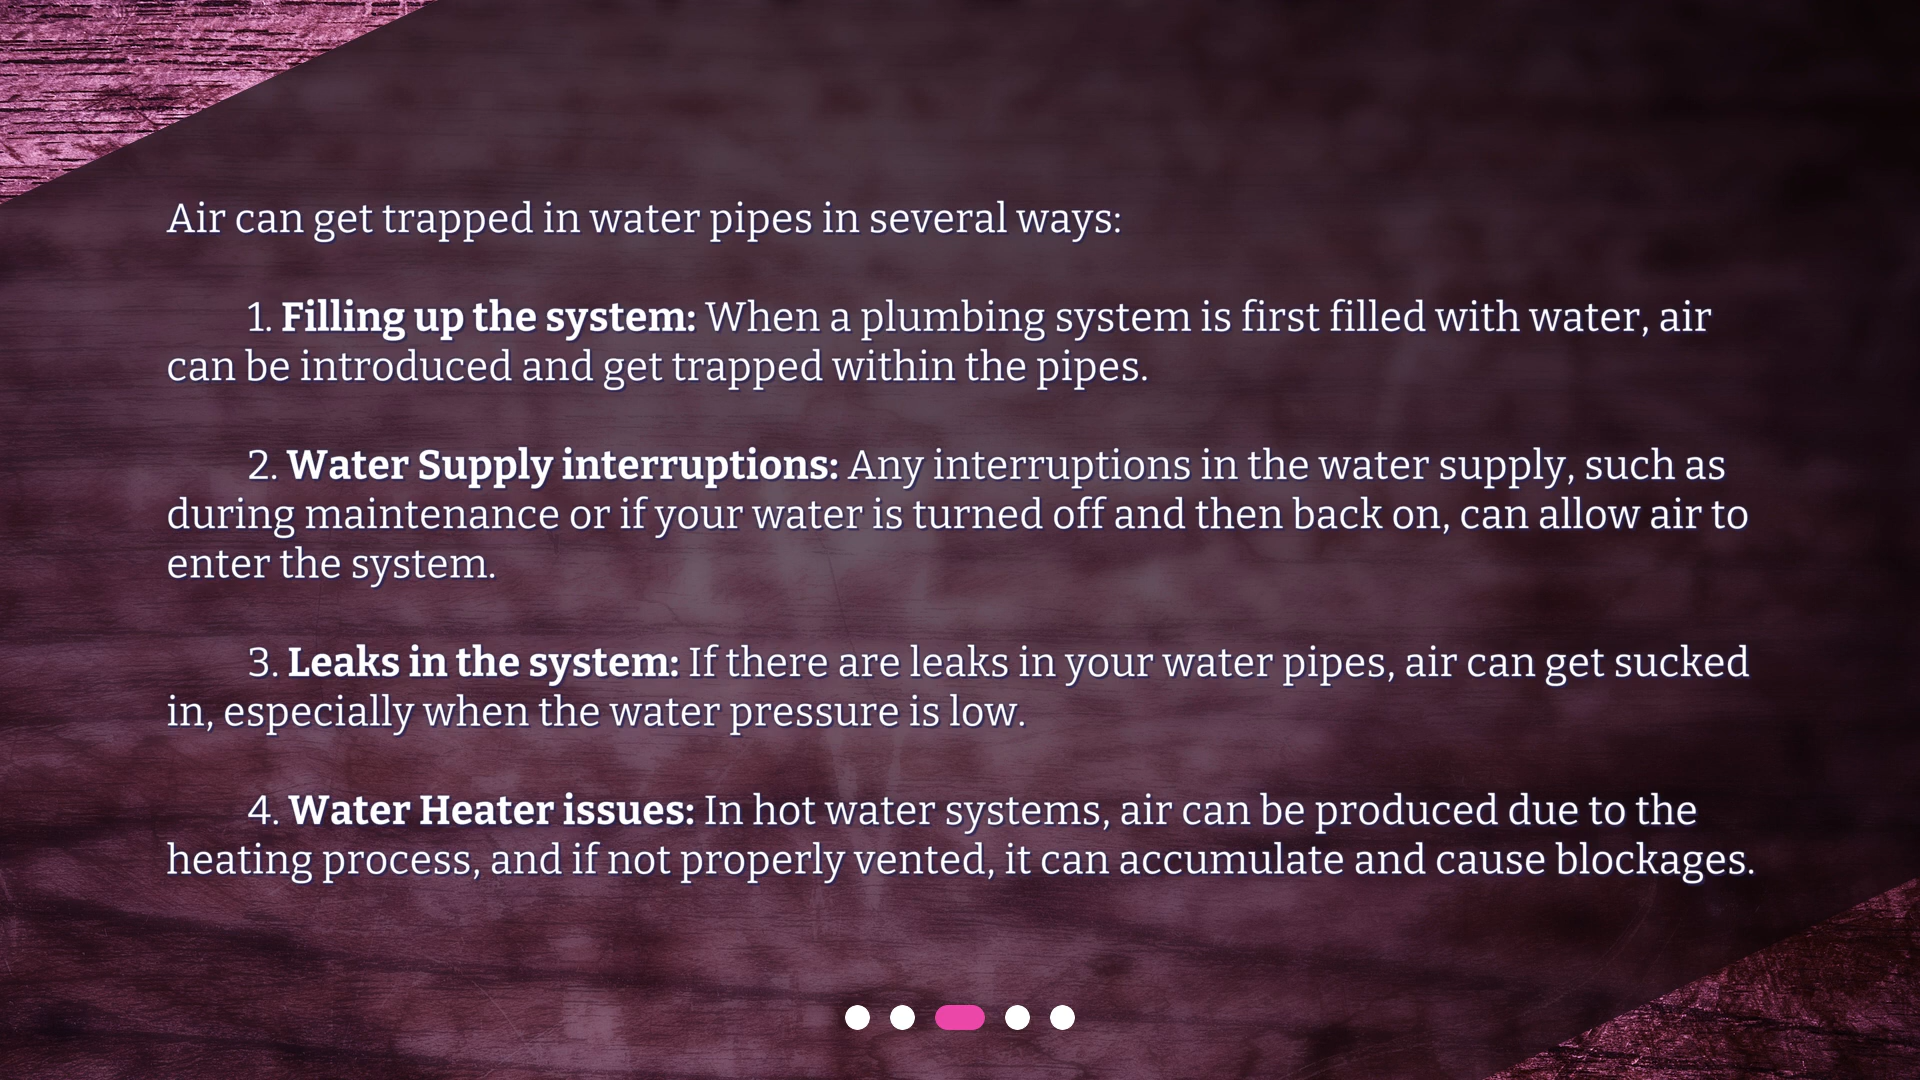 Air can get trapped in water pipes in several ways:
1. Filling up the system: When a plumbing system is first filled with water, air
can be introduced and get trapped within the pipes.
2. Water Supply interruptions: Any interruptions in the water supply, such as
during maintenance or if your water is turned off and then back on, can allow air to
enter the system.
3. Leaks in the system: If there are leaks in your water pipes, air can get sucked
in, especially when the water pressure is low.
4. Water Heater issues: In hot water systems, air can be produced due to the
heating process, and if not properly vented, it can accumulate and cause blockages.